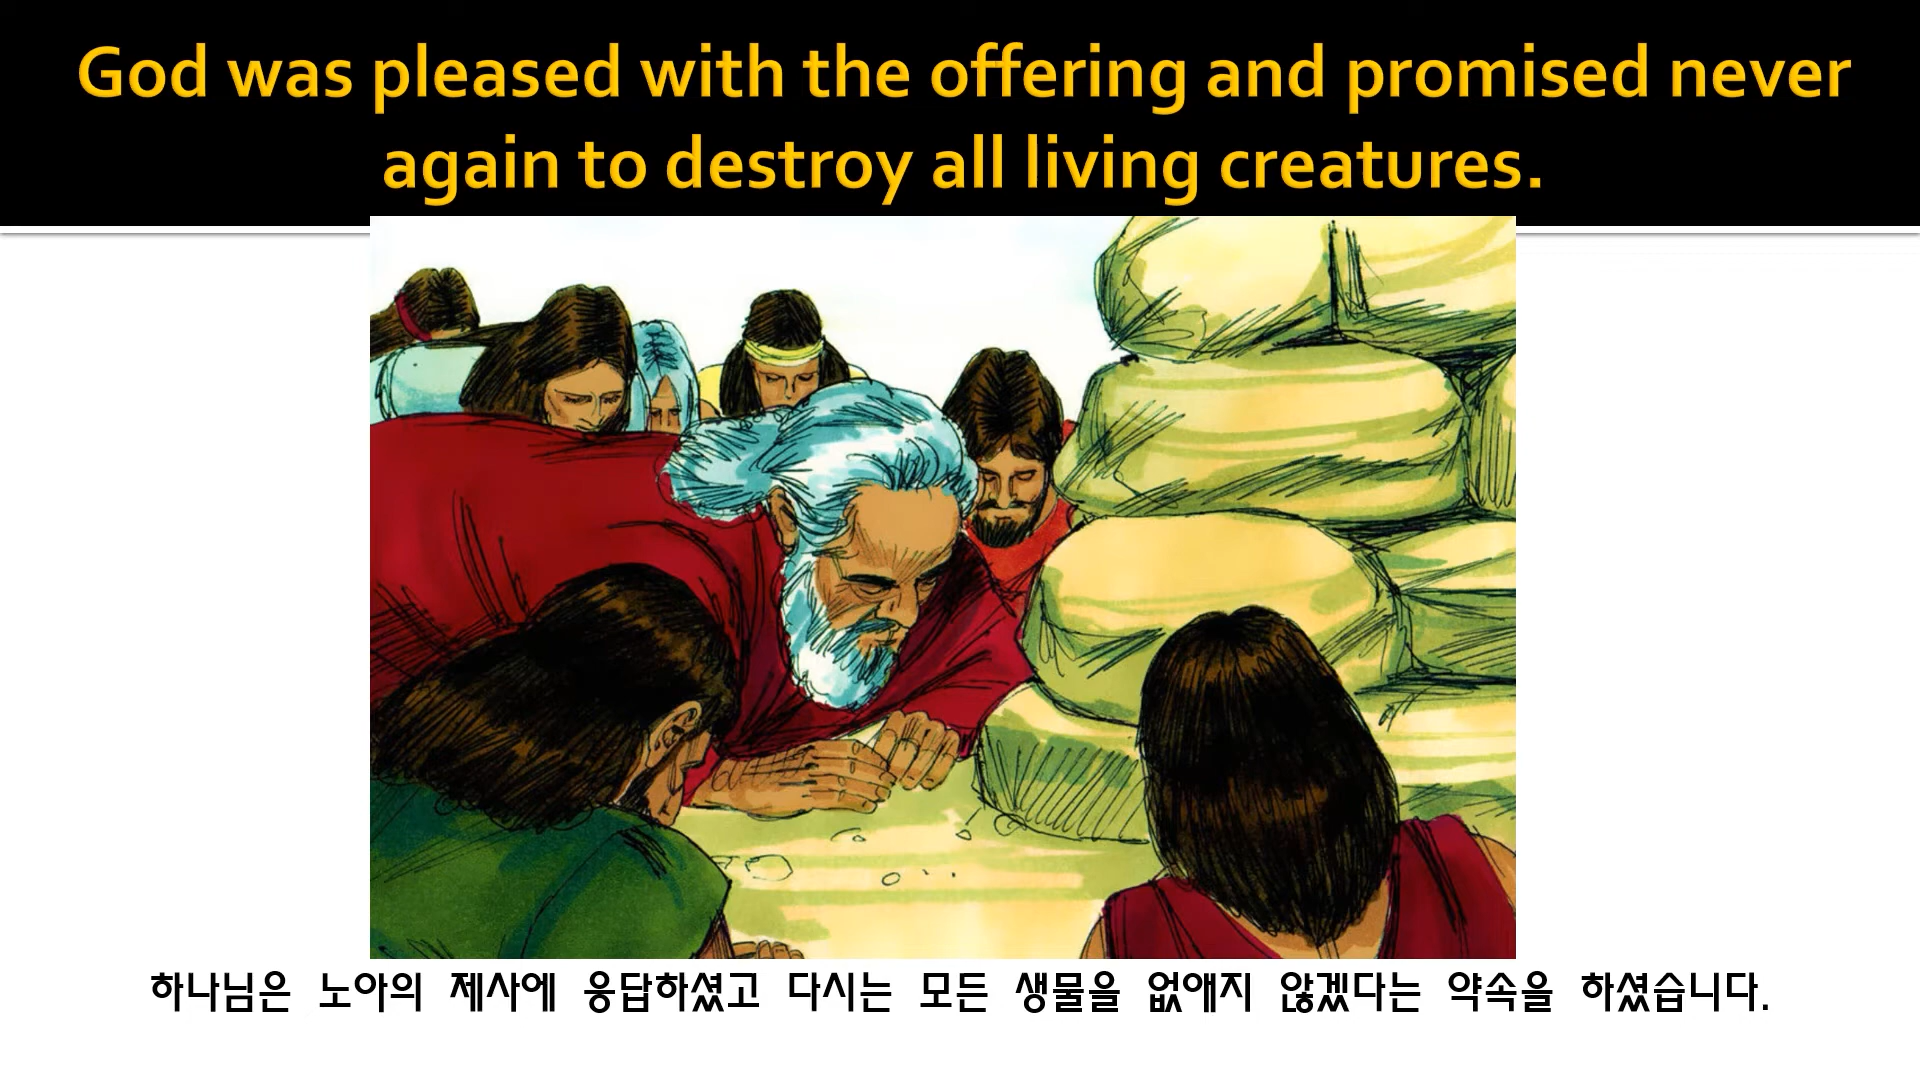 God was pleased with the offering and promised never
again to destroy all living creatures.
하나님은 노아의 제사에 응답하셨고 다시는 모든 생물을 없애지 않겠다는 약속을 하셨습니다.